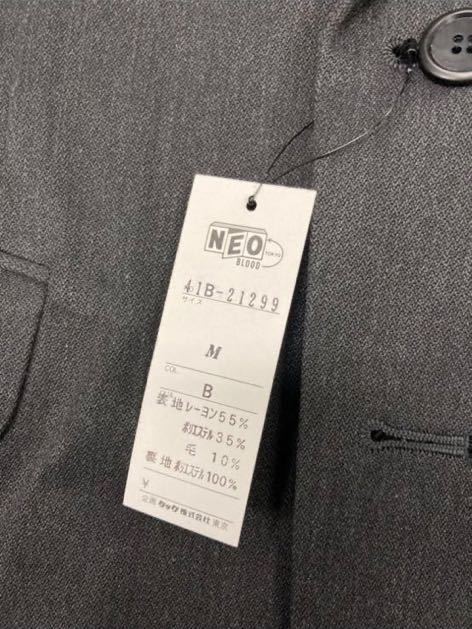 NEO
TOKYO
BLOOD
41B-21299
サイズ
M
COL.
B
表地レーヨン55%
ポリエステル35%
毛 10%
裏地ポリエステル100%
¥
企画 タック株式会社 東京